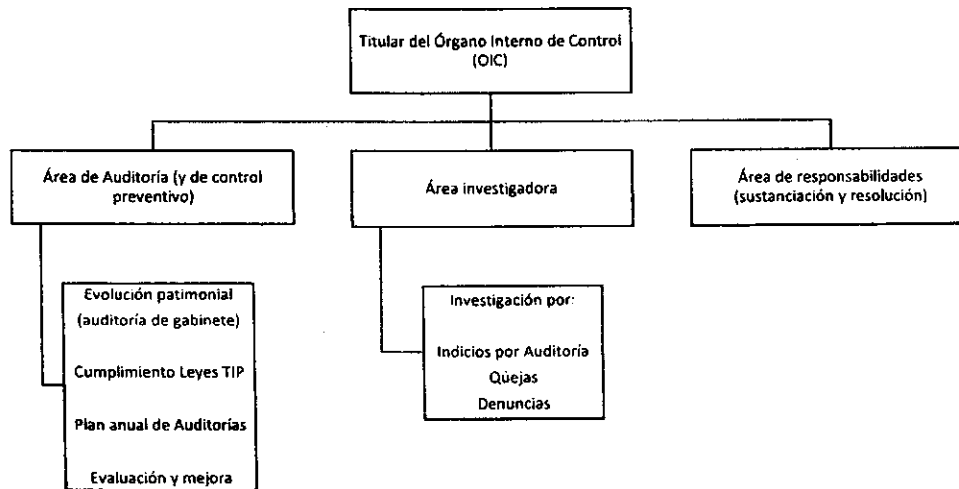 Titular del Órgano Interno de Control
(OIC)
Área de Auditoría (y de control
preventivo)
Área investigadora
Área de responsabilidades
(sustanciación y resolución)
Evolución patimonial
(auditoría de gabinete)
Cumplimiento Leyes TIP
Plan anual de Auditorías
Evaluación y mejora
Investigación por:
Indicios por Auditoría
Quejas
Denuncias